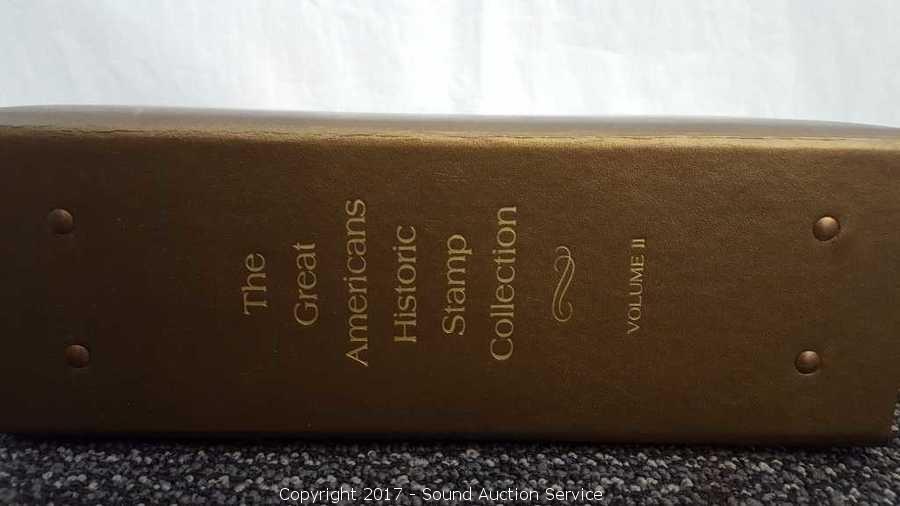 The
Great
Americans
Historic
Stamp
Collection
VOLUME II
Copyright 2017 - Sound Auction Service